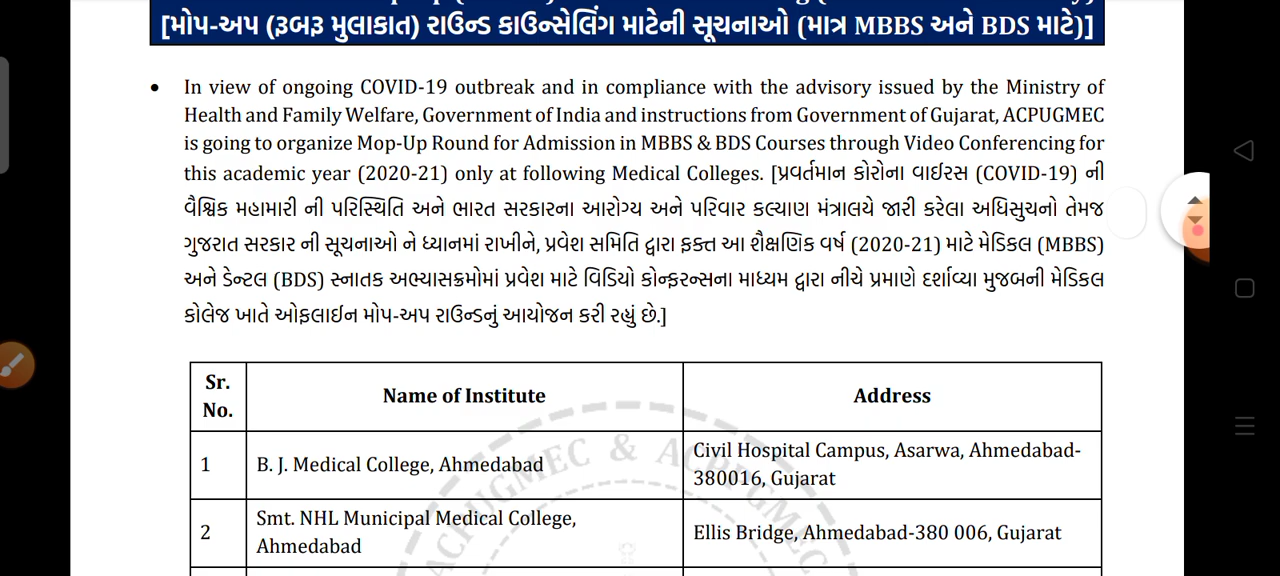 [મોપ-અપ (રૂબરૂ મુલાકાત) રાઉન્ડ કાઉન્સેલિંગ માટેની સૂચનાઓ (માત્ર MBBS અને BDS માટે)]
• In view of ongoing COVID-19 outbreak and in compliance with the advisory issued by the Ministry of
Health and Family Welfare, Government of India and instructions from Government of Gujarat, ACPUGMEC
is going to organize Mop-Up Round for Admission in MBBS & BDS Courses through Video Conferencing for
this academic year (2020-21) only at following Medical Colleges. [પ્રવર્તમાન કોરોના વાઈરસ (COVID-19) ની
વૈશ્વિક મહામારી ની પરિસ્થિતિ અને ભારત સરકારના આરોગ્ય અને પરિવાર કલ્યાણ મંત્રાલયે જારી કરેલા અધિસુચનો તેમજ
ગુજરાત સરકાર ની સૂચનાઓ ને ધ્યાનમાં રાખીને, પ્રવેશ સમિતિ દ્વારા ફક્ત આ શૈક્ષણિક વર્ષ (2020-21) માટે મેડિકલ (MBBS)
અને ડેન્ટલ (BDS) સ્નાતક અભ્યાસક્રમોમાં પ્રવેશ માટે વિડિયો કોન્ફરન્સના માધ્યમ દ્વારા નીચે પ્રમાણે દર્શાવ્યા મુજબની મેડિકલ
કોલેજ ખાતે ઓફલાઈન મોપ-અપ રાઉન્ડનું આયોજન કરી રહ્યું છે.]
Sr. No. Name of Institute Address
1 B. J. Medical College, Ahmedabad Civil Hospital Campus, Asarwa, Ahmedabad-
380016, Gujarat
2 Smt. NHL Municipal Medical College, Ellis Bridge, Ahmedabad-380 006, Gujarat
Ahmedabad
ACPUGMEC & ACPPGMEC